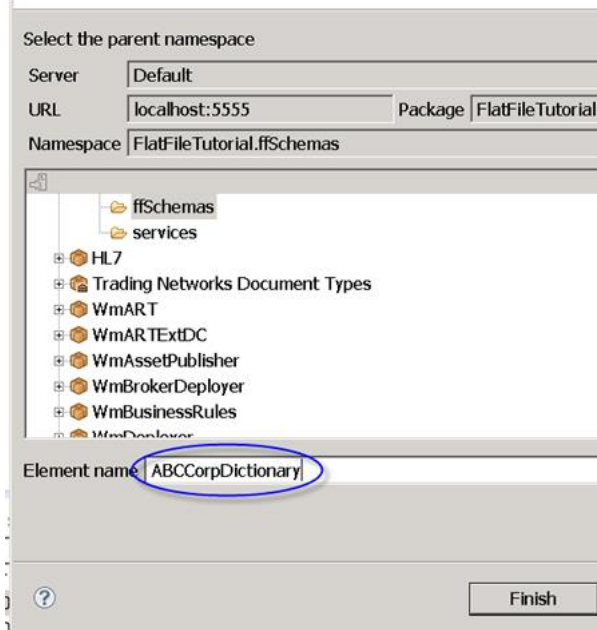 Select the parent namespace
Server Default
URL localhost:5555 Package FlatFileTutorial
Namespace FlatFileTutorial.ffSchemas
ffSchemas
services
HL7
Trading Networks Document Types
WmART
WmARTExtDC
WmAssetPublisher
WmBrokerDeployer
WmBusinessRules
WmDeployer
Element name ABCCorpDictionary
? Finish